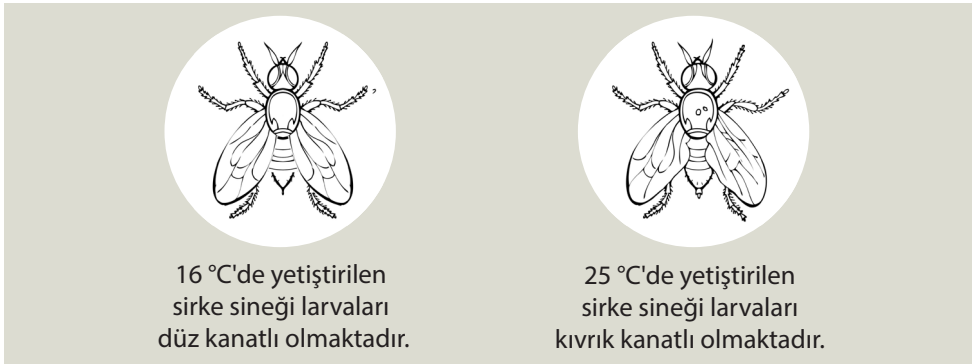 16 °C'de yetiştirilen
sirke sineği larvaları
düz kanatlı olmaktadır.
25 °C'de yetiştirilen
sirke sineği larvaları
kıvrık kanatlı olmaktadır.